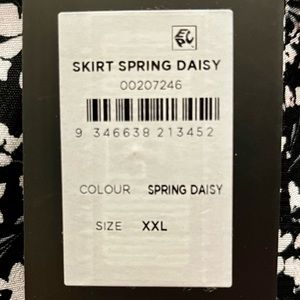 SKIRT SPRING DAISY
00207246
9 346638 213452
COLOUR SPRING DAISY
SIZE XXL